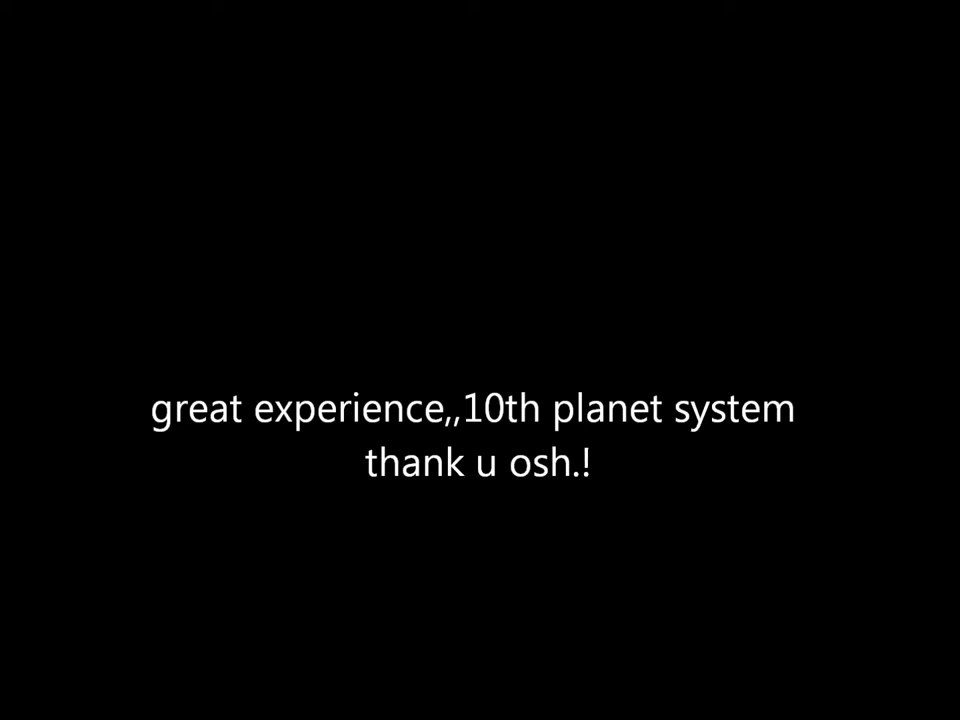 great experience,,10th planet system
thank u osh.!